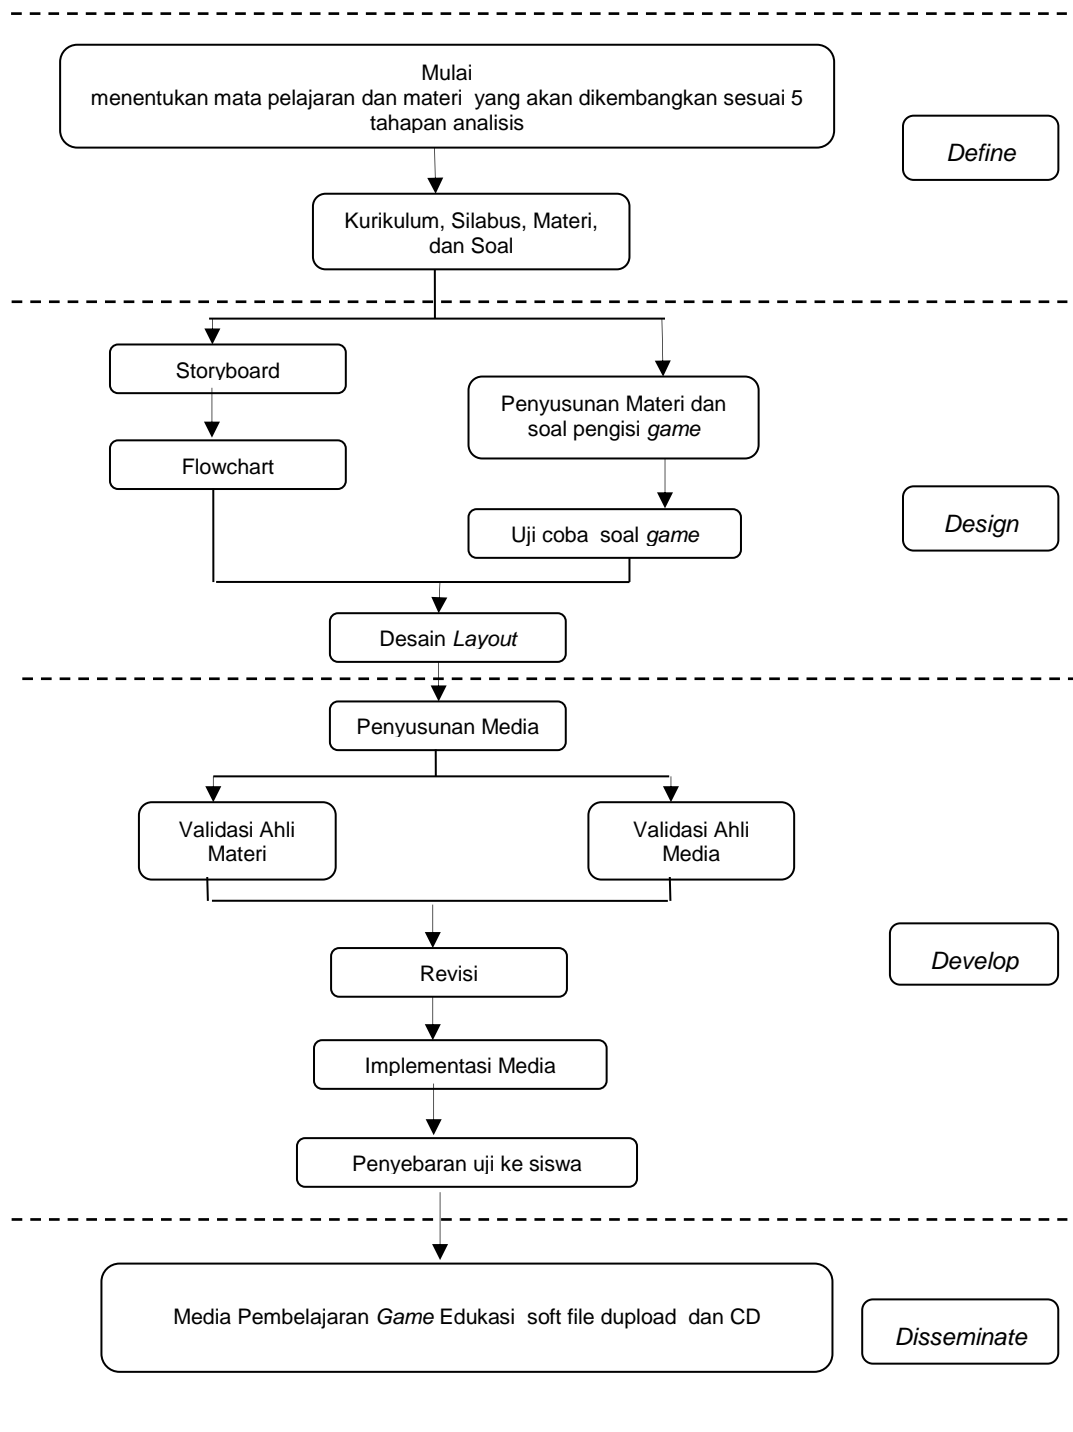 Mulai
menentukan mata pelajaran dan materi  yang akan dikembangkan sesuai 5
tahapan analisis
Define
Kurikulum, Silabus, Materi,
dan Soal
Storyboard
Penyusunan Materi dan
soal pengisi game
Flowchart
Design
Uji coba  soal game
Desain Layout
Penyusunan Media
Validasi Ahli
Materi
Validasi Ahli
Media
Develop
Revisi
Implementasi Media
Penyebaran uji ke siswa
Media Pembelajaran Game Edukasi  soft file dupload  dan CD
Disseminate